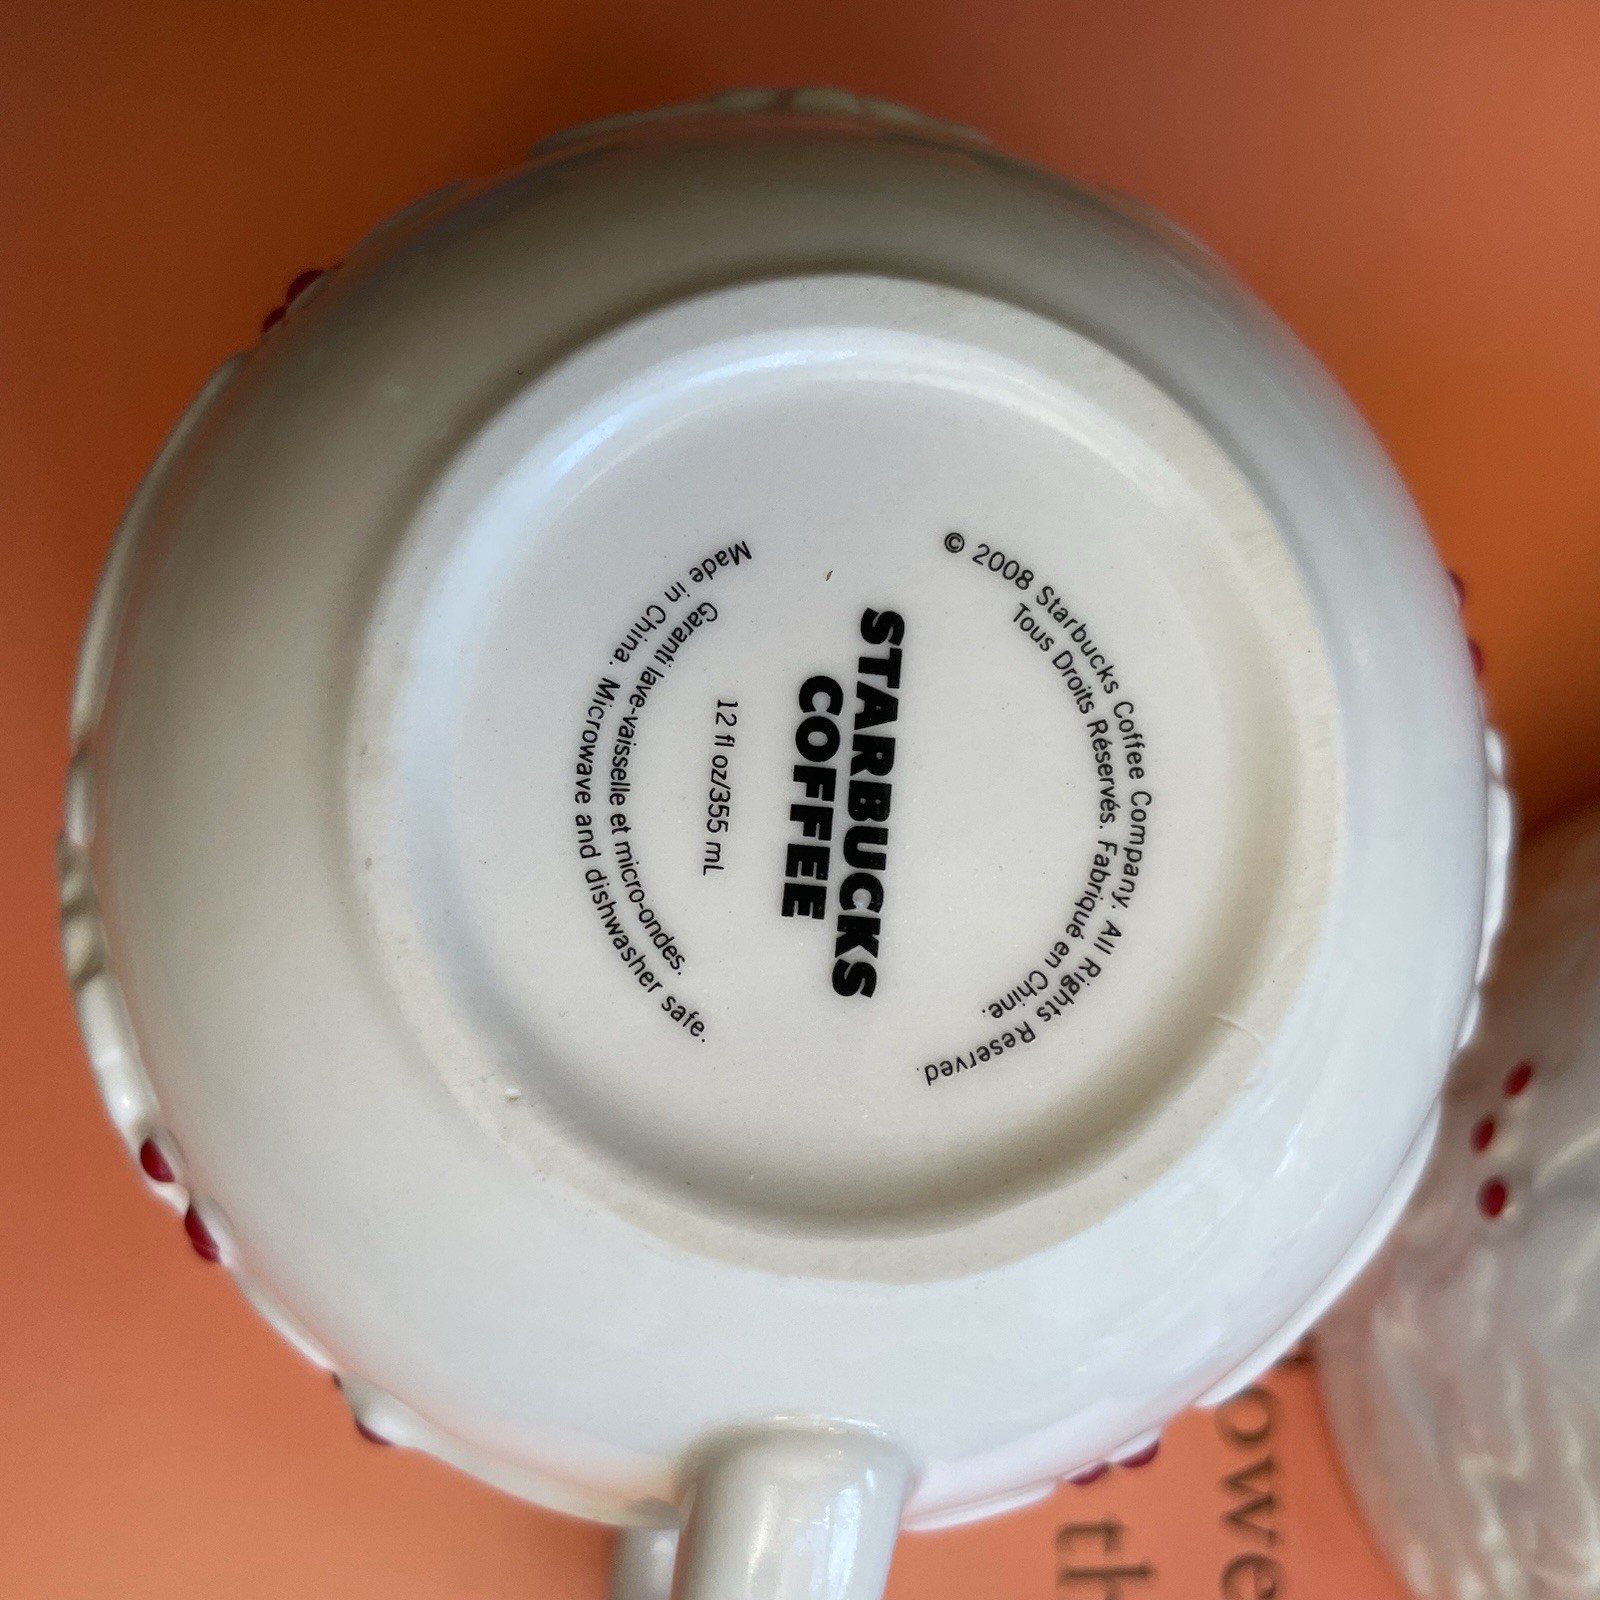 © 2008 Starbucks Coffee Company. All Rights Reserved.
Tous Droits Réservés. Fabriqué en Chine.
STARBUCKS
COFFEE
12 fl oz/355 mL
Garanti lave-vaisselle et micro-ondes.
Made in China. Microwave and dishwasher safe.